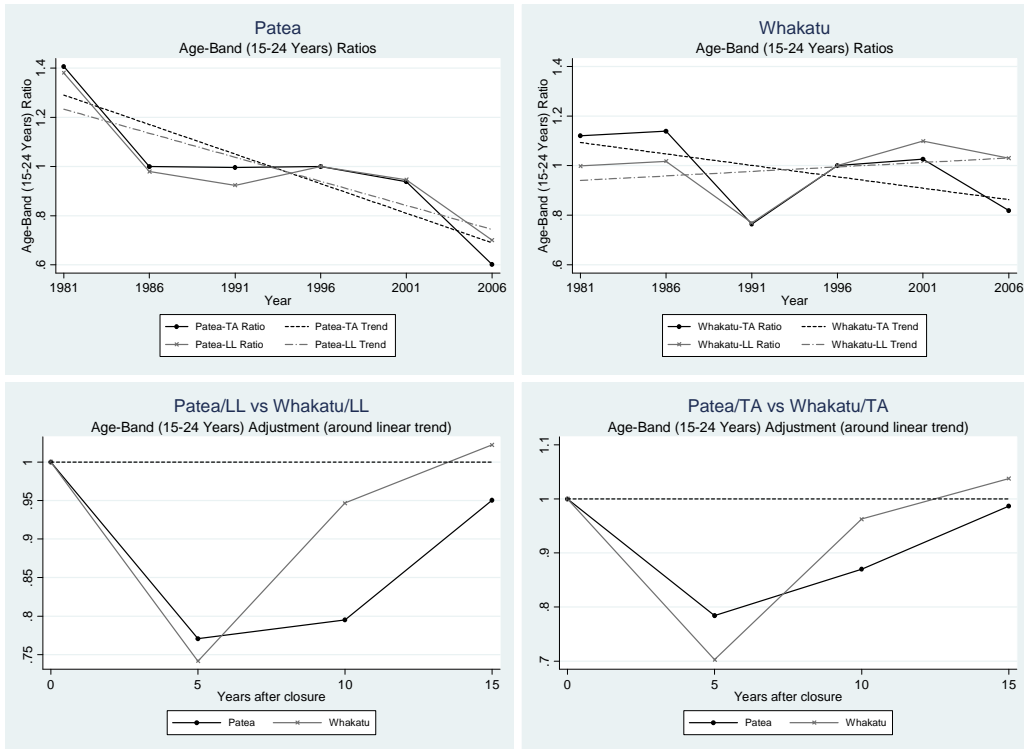 Patea
Age-Band (15-24 Years) Ratios
Age-Band (15-24 Years) Ratio
1.4
1.2
1
.8
.6
1981 1986 1991 1996 2001 2006
Year
Patea-TA Ratio Patea-TA Trend
Patea-LL Ratio Patea-LL Trend
Whakatu
Age-Band (15-24 Years) Ratios
Age-Band (15-24 Years) Ratio
1.4
1.2
1
.8
.6
1981 1986 1991 1996 2001 2006
Year
Whakatu-TA Ratio Whakatu-TA Trend
Whakatu-LL Ratio Whakatu-LL Trend
Patea/LL vs Whakatu/LL
Age-Band (15-24 Years) Adjustment (around linear trend)
1
.95
.9
.85
.8
.75
0 5 10 15
Years after closure
Patea Whakatu
Patea/TA vs Whakatu/TA
Age-Band (15-24 Years) Adjustment (around linear trend)
1.1
1
.9
.8
.7
0 5 10 15
Years after closure
Patea Whakatu